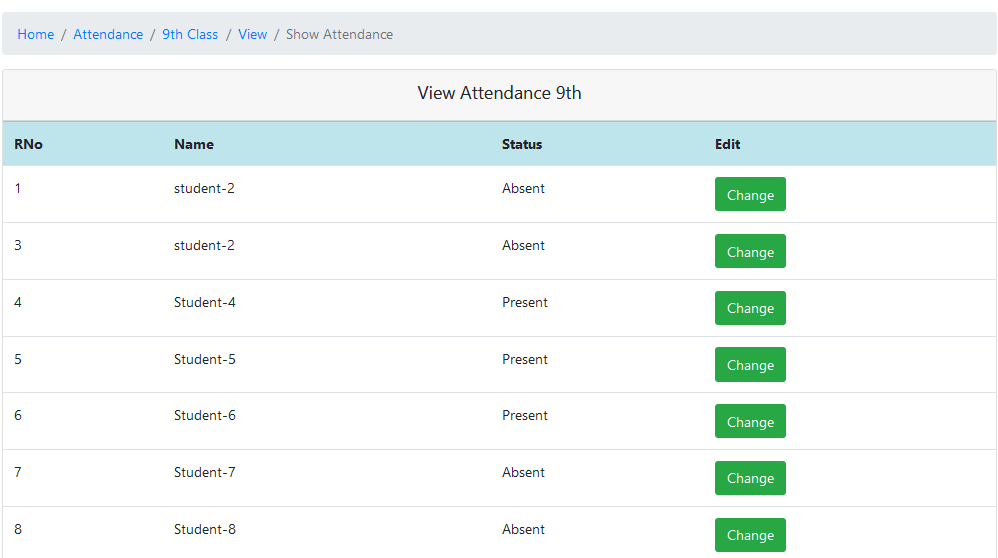 Home / Attendance / 9th Class / View / Show Attendance
View Attendance 9th
RNo Name Status Edit
1 student-2 Absent Change
3 student-2 Absent Change
4 Student-4 Present Change
5 Student-5 Present Change
6 Student-6 Present Change
7 Student-7 Absent Change
8 Student-8 Absent Change